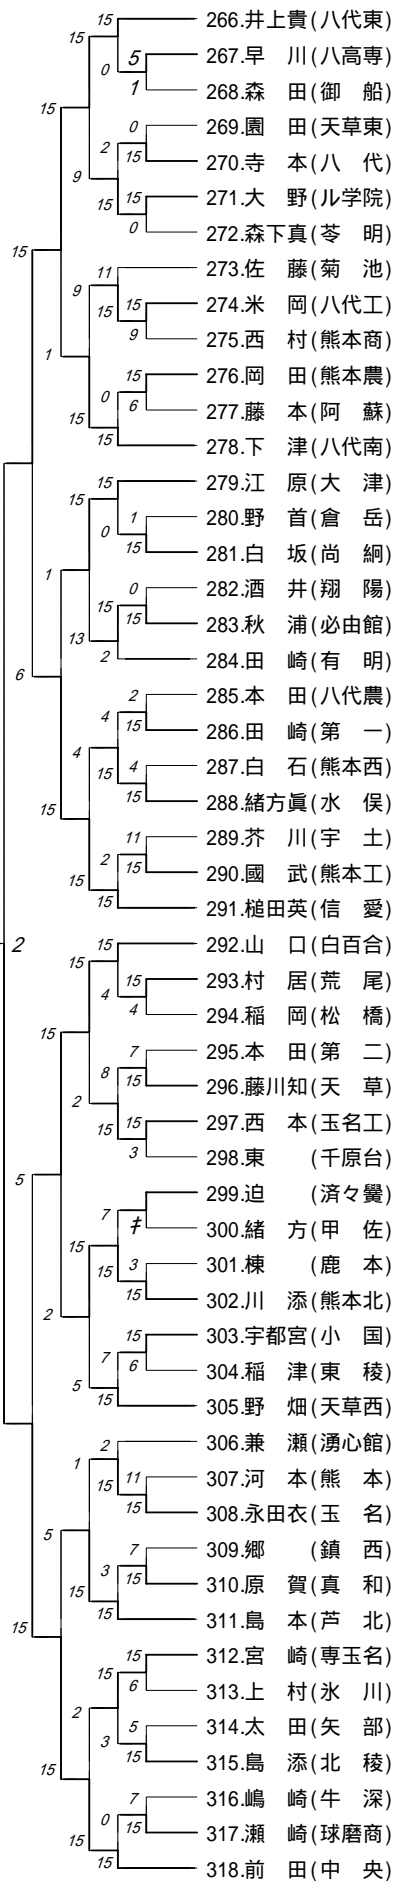 266.井上貴(八代東)
267.早　川(八高専)
268.森　田(御　船)
269.園　田(天草東)
270.寺　本(八　代)
271.大　野(ル学院)
272.森下真(苓　明)
273.佐　藤(菊　池)
274.米　岡(八代工)
275.西　村(熊本商)
276.岡　田(熊本農)
277.藤　本(阿　蘇)
278.下　津(八代南)
279.江　原(大　津)
280.野　首(倉　岳)
281.白　坂(尚　絅)
282.酒　井(翔　陽)
283.秋　浦(必由館)
284.田　崎(有　明)
285.本　田(八代農)
286.田　崎(第　一)
287.白　石(熊本西)
288.緒方眞(水　俣)
289.芥　川(宇　土)
290.國　武(熊本工)
291.槌田英(信　愛)
292.山　口(白百合)
293.村　居(荒　尾)
294.稲　岡(松　橋)
295.本　田(第　二)
296.藤川知(天　草)
297.西　本(玉名工)
298.東　　(千原台)
299.迫　　(済々黌)
300.緒　方(甲　佐)
301.棟　　(鹿　本)
302.川　添(熊本北)
303.宇都宮(小　国)
304.稲　津(東　稜)
305.野　畑(天草西)
306.兼　瀬(湧心館)
307.河　本(熊　本)
308.永田衣(玉　名)
309.郷　　(鎮　西)
310.原　賀(真　和)
311.島　本(芦　北)
312.宮　崎(専玉名)
313.上　村(氷　川)
314.太　田(矢　部)
315.島　添(北　稜)
316.嶋　崎(牛　深)
317.瀬　崎(球磨商)
318.前　田(中　央)
15
15
0
5
1
15
2
0
15
9
15
15
0
15
9
11
15
15
9
1
0
15
6
15
15
15
0
1
15
1
15
0
15
13
2
6
4
2
15
4
15
4
15
15
2
11
15
15
15
2
15
15
4
15
4
15
8
7
15
2
15
15
3
5
7
15
3
15
15
2
7
15
6
5
15
1
2
15
11
15
5
3
7
15
15
15
15
15
15
6
2
3
5
15
15
0
7
15
15
15